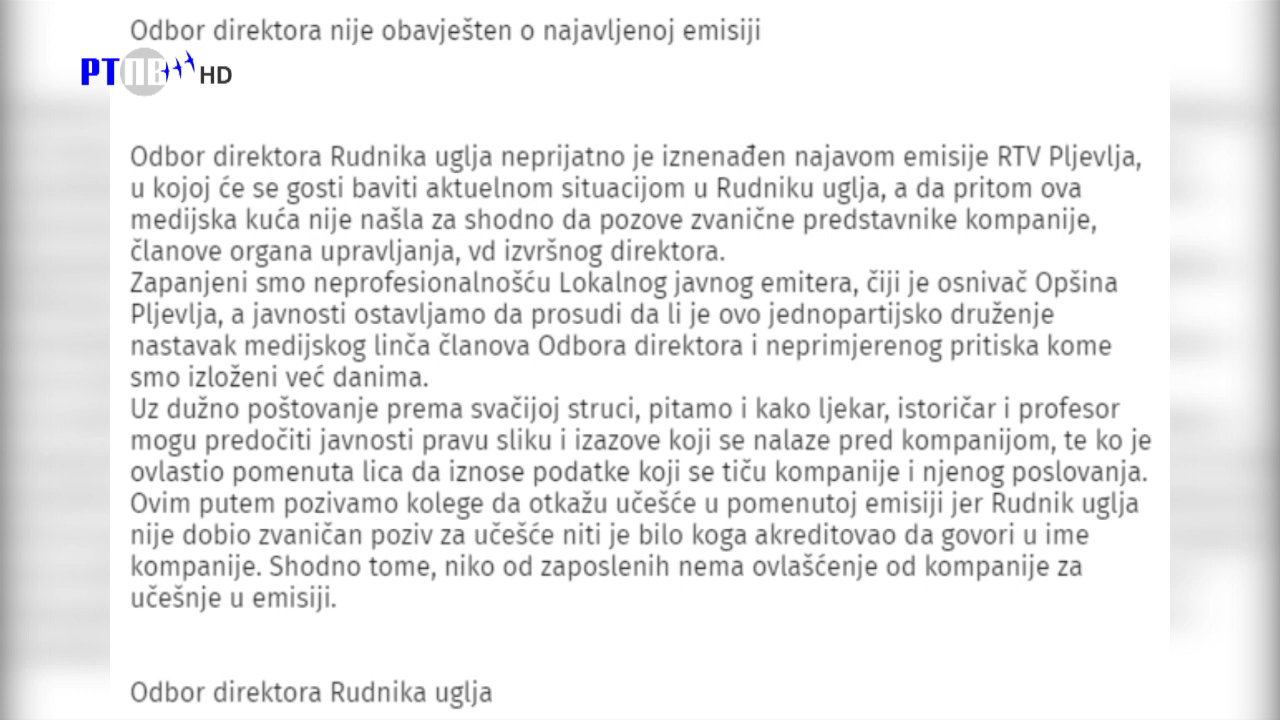 Odbor direktora nije obavješten o najavljenoj emisiji
РТПВ HD
Odbor direktora Rudnika uglja neprijatno je iznenađen najavom emisije RTV Pljevlja,
u kojoj će se gosti baviti aktuelnom situacijom u Rudniku uglja, a da pritom ova
medijska kuća nije našla za shodno da pozove zvanične predstavnike kompanije,
članove organa upravljanja, vd izvršnog direktora.
Zapanjeni smo neprofesionalnošću Lokalnog javnog emitera, čiji je osnivač Opšina
Pljevlja, a javnosti ostavljamo da prosudi da li je ovo jednopartijsko druženje
nastavak medijskog linča članova Odbora direktora i neprimjerenog pritiska kome
smo izloženi već danima.
Uz dužno poštovanje prema svačijoj struci, pitamo i kako ljekar, istoričar i profesor
mogu predočiti javnosti pravu sliku i izazove koji se nalaze pred kompanijom, te ko je
ovlastio pomenuta lica da iznose podatke koji se tiču kompanije i njenog poslovanja.
Ovim putem pozivamo kolege da otkažu učešće u pomenutoj emisiji jer Rudnik uglja
nije dobio zvaničan poziv za učešće niti je bilo koga akreditovao da govori u ime
kompanije. Shodno tome, niko od zaposlenih nema ovlašćenje od kompanije za
učešnje u emisiji.
Odbor direktora Rudnika uglja